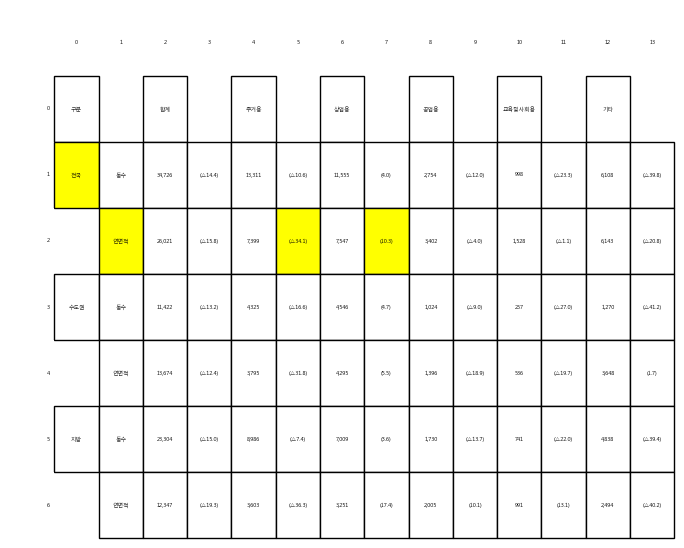 0 1 2 3 4 5 6 7 8 9 10 11 12 13
0 구분 합계 주거용 상업용 공업용 교육 및 사회용 기타
1 전국 동수 34,726 (△14.4) 13,311 (△10.6) 11,555 (4.0) 2,754 (△12.0) 998 (△23.3) 6,108 (△39.8)
2 연면적 26,021 (△15.8) 7,399 (△34.1) 7,547 (10.3) 3,402 (△4.0) 1,528 (△1.1) 6,143 (△20.8)
3 수도권 동수 11,422 (△13.2) 4,325 (△16.6) 4,546 (4.7) 1,024 (△9.0) 257 (△27.0) 1,270 (△41.2)
4 연면적 13,674 (△12.4) 3,795 (△31.8) 4,295 (5.5) 1,396 (△18.9) 536 (△19.7) 3,648 (1.7)
5 지방 동수 23,304 (△15.0) 8,986 (△7.4) 7,009 (3.6) 1,730 (△13.7) 741 (△22.0) 4,838 (△39.4)
6 연면적 12,347 (△19.3) 3,603 (△36.3) 3,251 (17.4) 2,005 (10.1) 991 (13.1) 2,494 (△40.2)